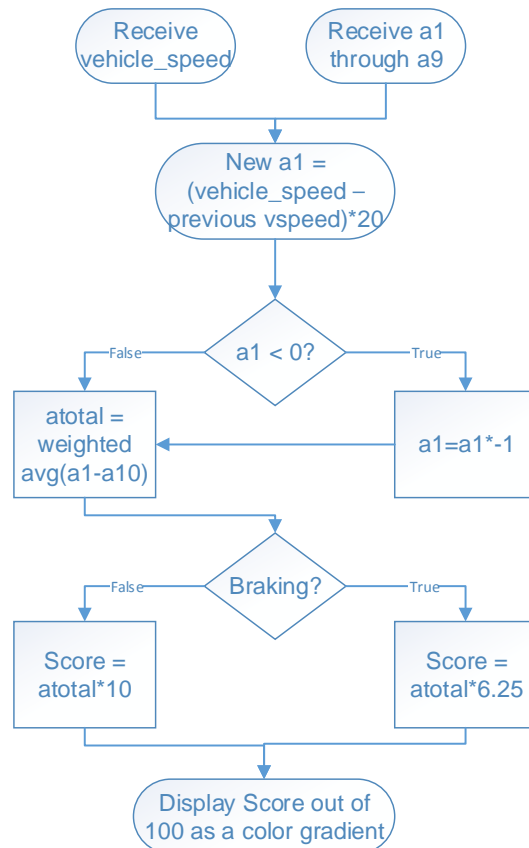 Receive
vehicle_speed
Receive a1
through a9
New a1 =
(vehicle_speed –
previous vspeed)*20
a1 < 0?
False
True
atotal =
weighted
avg(a1-a10)
a1=a1*-1
Braking?
False
True
Score =
atotal*10
Score =
atotal*6.25
Display Score out of
100 as a color gradient